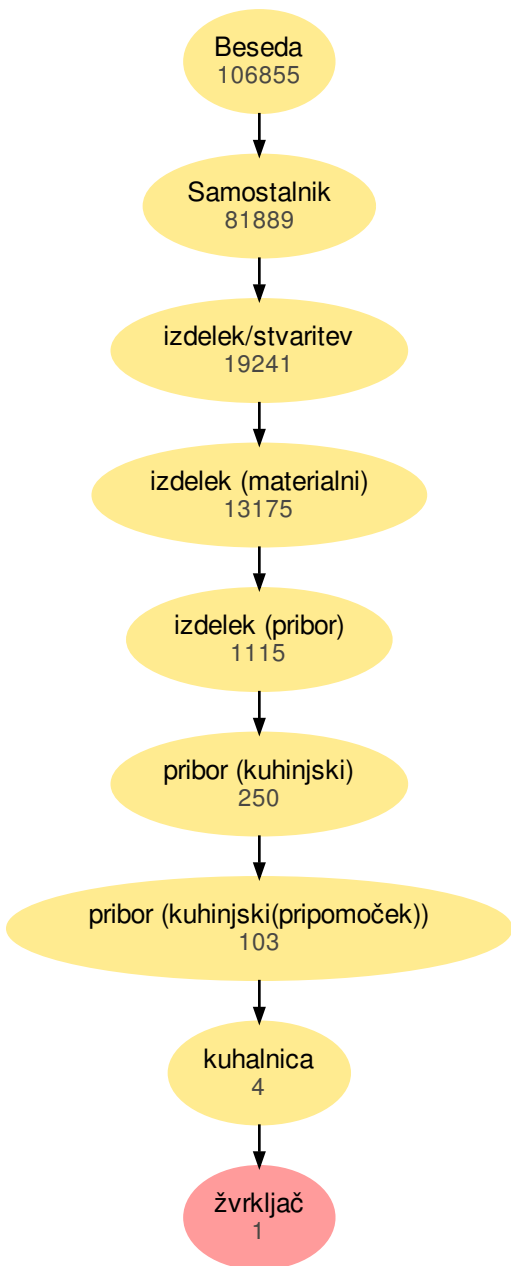 Beseda
106855
Samostalnik
81889
izdelek/stvaritev
19241
izdelek (materialni)
13175
izdelek (pribor)
1115
pribor (kuhinjski)
250
pribor (kuhinjski(pripomoček))
103
kuhalnica
4
žvrkljač
1